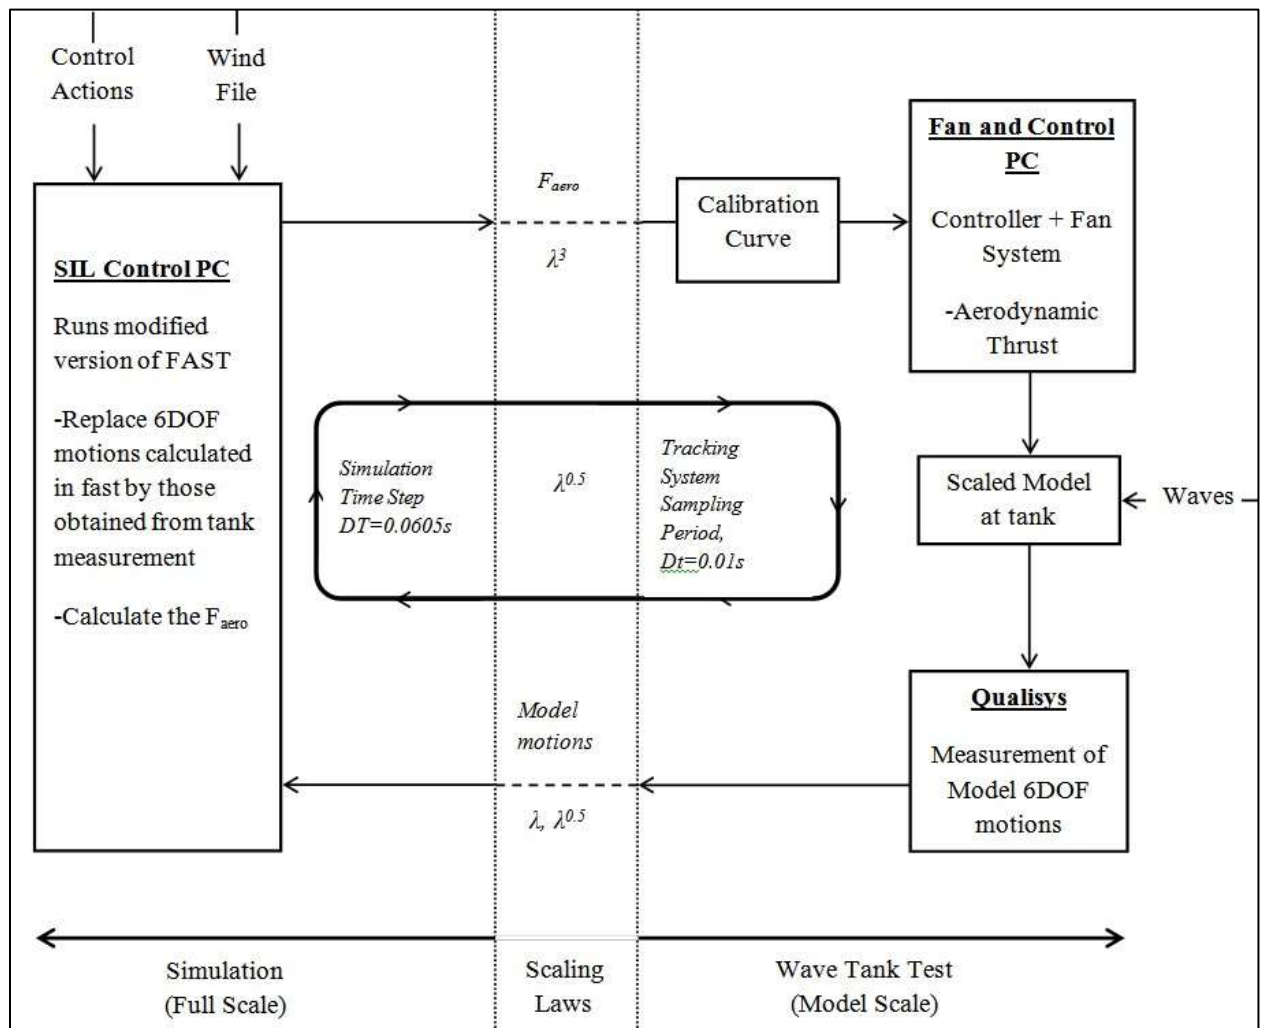 Control
Actions
Wind
File
SIL Control PC
Runs modified
version of FAST
-Replace 6DOF
motions calculated
in fast by those
obtained from tank
measurement
-Calculate the Faero
Faero
λ3
Calibration
Curve
Fan and Control
PC
Controller + Fan
System
-Aerodynamic
Thrust
Simulation
Time Step
DT=0.0605s
λ0.5
Tracking
System
Sampling
Period,
Dt=0.01s
Scaled Model
at tank
Waves
Model
motions
λ, λ0.5
Qualisys
Measurement of
Model 6DOF
motions
Simulation
(Full Scale)
Scaling
Laws
Wave Tank Test
(Model Scale)